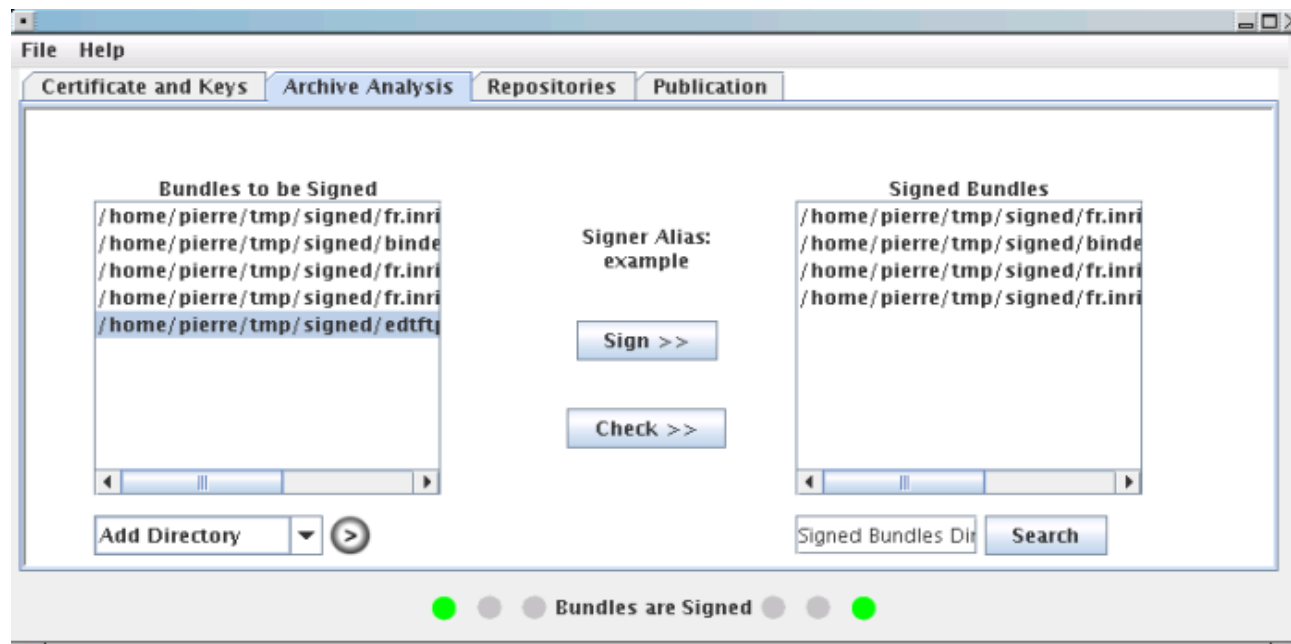 File Help
Certificate and Keys Archive Analysis Repositories Publication
Bundles to be Signed
/home/pierre/tmp/signed/fr.inri
/home/pierre/tmp/signed/binde
/home/pierre/tmp/signed/fr.inri
/home/pierre/tmp/signed/fr.inri
/home/pierre/tmp/signed/edtftp
Add Directory >
Signer Alias:
example
Sign >>
Check >>
Signed Bundles
/home/pierre/tmp/signed/fr.inri
/home/pierre/tmp/signed/binde
/home/pierre/tmp/signed/fr.inri
/home/pierre/tmp/signed/fr.inri
Signed Bundles Dir Search
Bundles are Signed